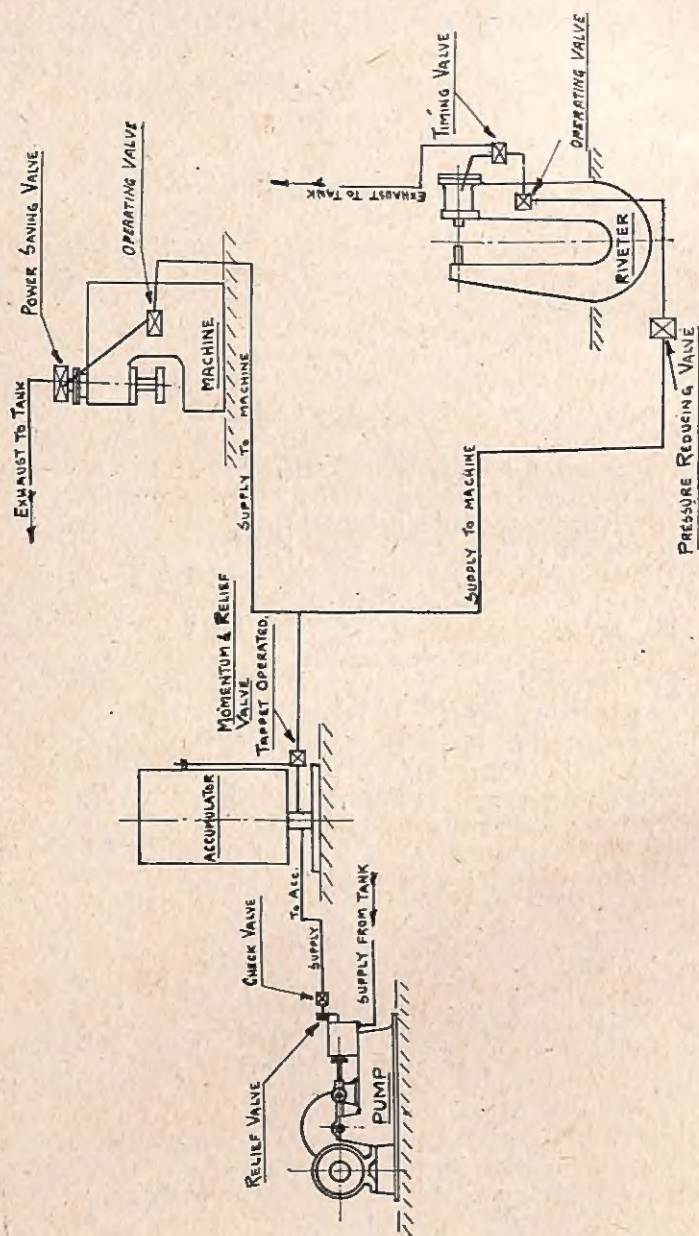 POWER SAVING VALVE
EXHAUST TO TANK
OPERATING VALVE
MACHINE
SUPPLY TO MACHINE
TIMING VALVE
EXHAUST TO TANK
OPERATING VALVE
RIVETER
SUPPLY TO MACHINE
PRESSURE REDUCING VALVE
MOMENTUM & RELIEF
VALVE
TAPPET OPERATED.
ACCUMULATOR
TO ACC.
SUPPLY
CHECK VALVE
SUPPLY FROM TANK
RELIEF VALVE
PUMP